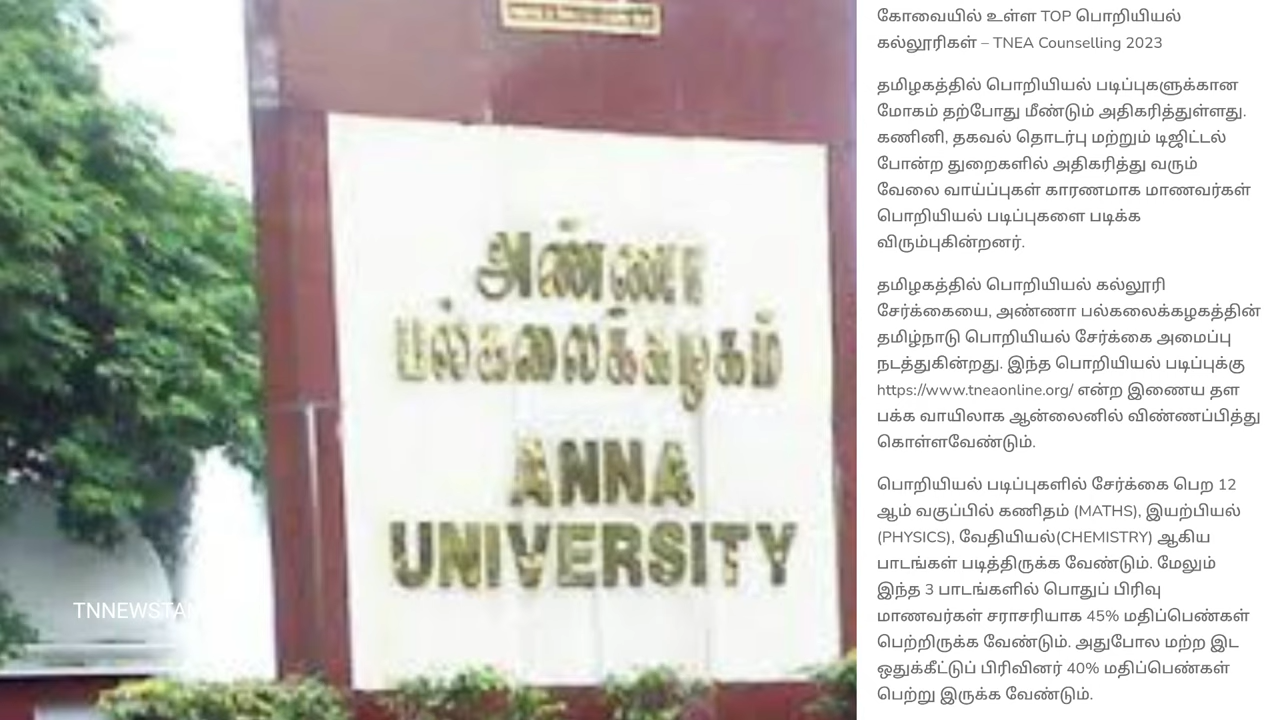 அண்ணா
பல்கலைக்கழகம்
ANNA
UNIVERSITY
TNNEWSTA
கோவையில் உள்ள TOP பொறியியல்
கல்லூரிகள் – TNEA Counselling 2023
தமிழகத்தில் பொறியியல் படிப்புகளுக்கான
மோகம் தற்போது மீண்டும் அதிகரித்துள்ளது.
கணினி, தகவல் தொடர்பு மற்றும் டிஜிட்டல்
போன்ற துறைகளில் அதிகரித்து வரும்
வேலை வாய்ப்புகள் காரணமாக மாணவர்கள்
பொறியியல் படிப்புகளை படிக்க
விரும்புகின்றனர்.
தமிழகத்தில் பொறியியல் கல்லூரி
சேர்க்கையை, அண்ணா பல்கலைக்கழகத்தின்
தமிழ்நாடு பொறியியல் சேர்க்கை அமைப்பு
நடத்துகின்றது. இந்த பொறியியல் படிப்புக்கு
https://www.tneaonline.org/ என்ற இணைய தள
பக்க வாயிலாக ஆன்லைனில் விண்ணப்பித்து
கொள்ளவேண்டும்.
பொறியியல் படிப்புகளில் சேர்க்கை பெற 12
ஆம் வகுப்பில் கணிதம் (MATHS), இயற்பியல்
(PHYSICS), வேதியியல்(CHEMISTRY) ஆகிய
பாடங்கள் படித்திருக்க வேண்டும். மேலும்
இந்த 3 பாடங்களில் பொதுப் பிரிவு
மாணவர்கள் சராசரியாக 45% மதிப்பெண்கள்
பெற்றிருக்க வேண்டும். அதுபோல மற்ற இட
ஒதுக்கீட்டுப் பிரிவினர் 40% மதிப்பெண்கள்
பெற்று இருக்க வேண்டும்.